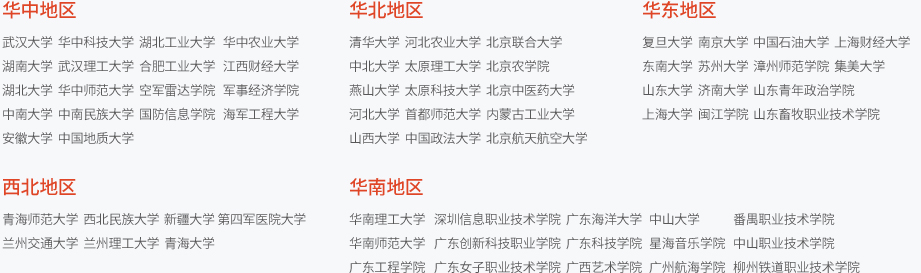 华中地区
武汉大学 华中科技大学 湖北工业大学 华中农业大学
湖南大学 武汉理工大学 合肥工业大学 江西财经大学
湖北大学 华中师范大学 空军雷达学院 军事经济学院
中南大学 中南民族大学 国防信息学院 海军工程大学
安徽大学 中国地质大学
华北地区
清华大学 河北农业大学 北京联合大学
中北大学 太原理工大学 北京农学院
燕山大学 太原科技大学 北京中医药大学
河北大学 首都师范大学 内蒙古工业大学
山西大学 中国政法大学 北京航天航空大学
华东地区
复旦大学 南京大学 中国石油大学 上海财经大学
东南大学 苏州大学 漳州师范学院 集美大学
山东大学 济南大学 山东青年政治学院
上海大学 闽江学院 山东畜牧职业技术学院
西北地区
青海师范大学 西北民族大学 新疆大学 第四军医院大学
兰州交通大学 兰州理工大学 青海大学
华南地区
华南理工大学 深圳信息职业技术学院 广东海洋大学 中山大学 番禺职业技术学院
华南师范大学 广东创新科技职业学院 广东科技学院 星海音乐学院 中山职业技术学院
广东工程学院 广东女子职业技术学院 广西艺术学院 广州航海学院 柳州铁道职业技术学院